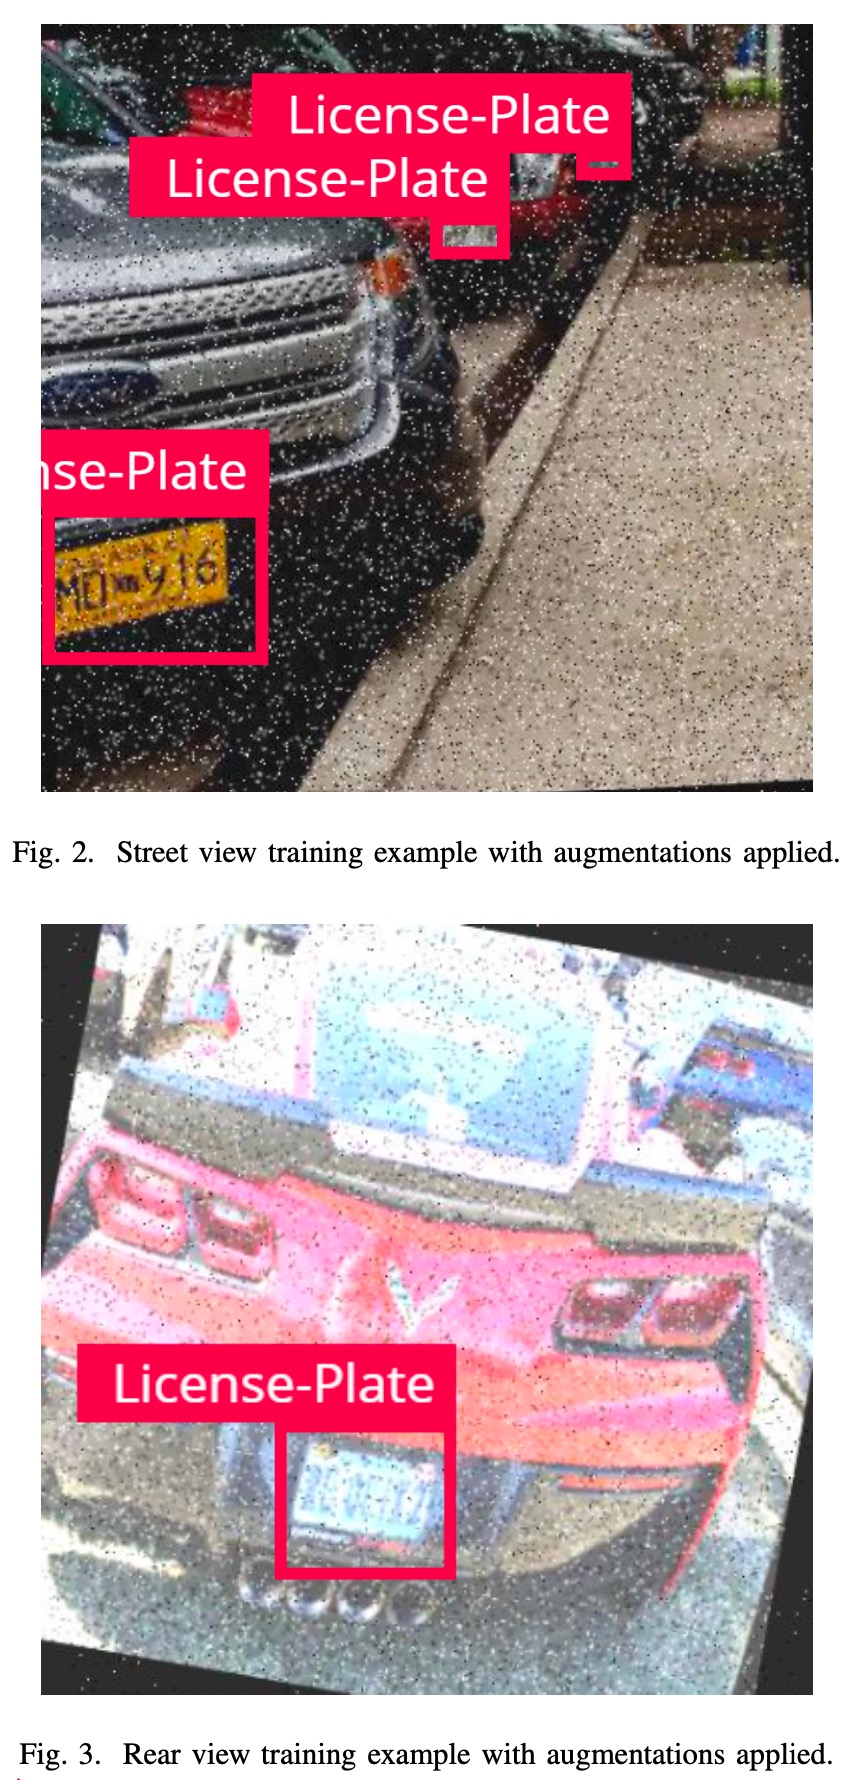 License-Plate
License-Plate
nse-Plate
916
Fig. 2. Street view training example with augmentations applied.
License-Plate
Fig. 3. Rear view training example with augmentations applied.